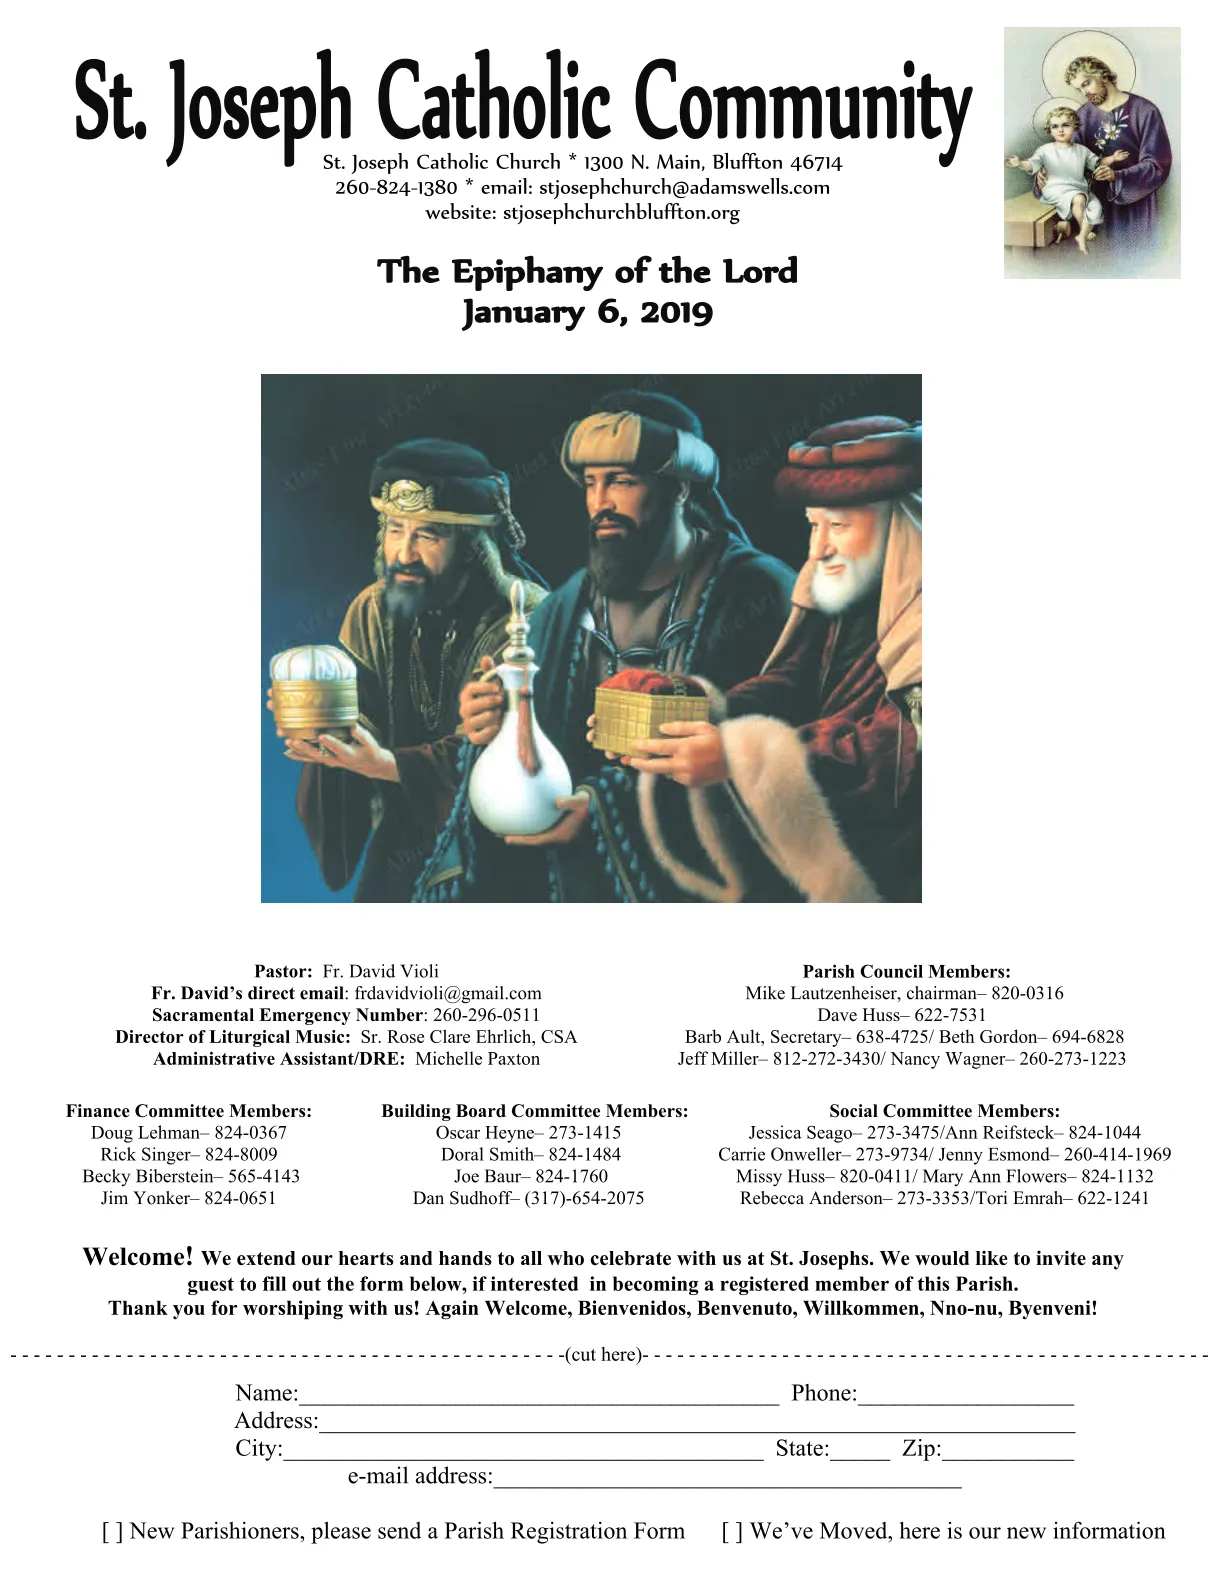 St. Joseph Catholic Community
St. Joseph Catholic Church * 1300 N. Main, Bluffton 46714
260-824-1380 * email: stjosephchurch@adamswells.com
website: stjosephchurchbluffton.org
The Epiphany of the Lord
January 6, 2019
Pastor: Fr. David Violi
Fr. David’s direct email: frdavidvioli@gmail.com
Sacramental Emergency Number: 260-296-0511
Director of Liturgical Music: Sr. Rose Clare Ehrlich, CSA
Administrative Assistant/DRE: Michelle Paxton
Parish Council Members:
Mike Lautzenheiser, chairman– 820-0316
Dave Huss– 622-7531
Barb Ault, Secretary– 638-4725/ Beth Gordon– 694-6828
Jeff Miller– 812-272-3430/ Nancy Wagner– 260-273-1223
Finance Committee Members:
Doug Lehman– 824-0367
Rick Singer– 824-8009
Becky Biberstein– 565-4143
Jim Yonker– 824-0651
Building Board Committee Members:
Oscar Heyne– 273-1415
Doral Smith– 824-1484
Joe Baur– 824-1760
Dan Sudhoff– (317)-654-2075
Social Committee Members:
Jessica Seago– 273-3475/Ann Reifsteck– 824-1044
Carrie Onweller– 273-9734/ Jenny Esmond– 260-414-1969
Missy Huss– 820-0411/ Mary Ann Flowers– 824-1132
Rebecca Anderson– 273-3353/Tori Emrah– 622-1241
Welcome! We extend our hearts and hands to all who celebrate with us at St. Josephs. We would like to invite any
guest to fill out the form below, if interested in becoming a registered member of this Parish.
Thank you for worshiping with us! Again Welcome, Bienvenidos, Benvenuto, Willkommen, Nno-nu, Byenveni!
- - - - - - - - - - - - - - - - - - - - - - - - - - - - - - - - - - - - - - - - - - - - - - - -(cut here)- - - - - - - - - - - - - - - - - - - - - - - - - - - - - - - - - - - - - - - - - - - - - - - - -
Name:________________________________________ Phone:__________________
Address:_______________________________________________________________
City:________________________________________ State:_____ Zip:___________
e-mail address:_______________________________________
[ ] New Parishioners, please send a Parish Registration Form [ ] We’ve Moved, here is our new information